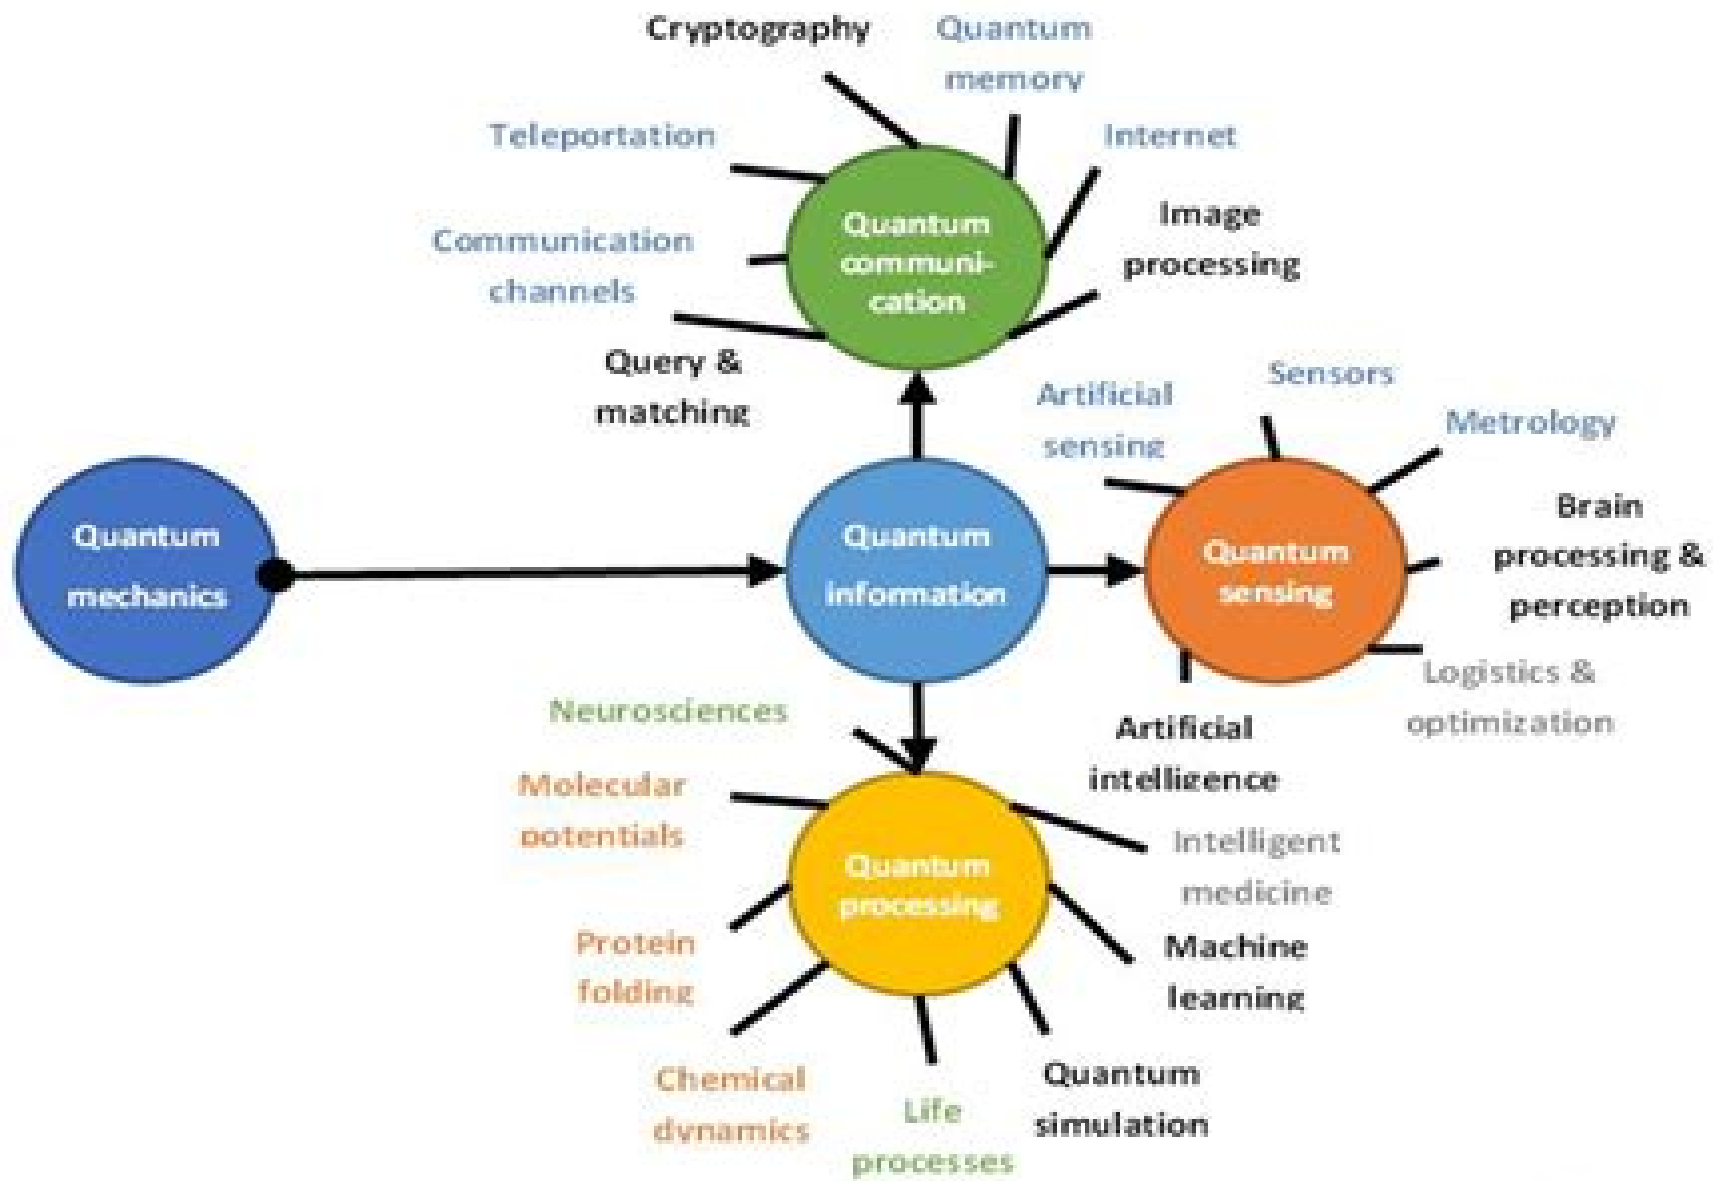 Cryptography
Quantum
memory
Teleportation
Internet
Communication
channels
Quantum
communi-
cation
Image
processing
Query &
matching
Artificial
sensing
Sensors
Metrology
Quantum
mechanics
Quantum
information
Quantum
sensing
Brain
processing &
perception
Logistics &
optimization
Artificial
intelligence
Neurosciences
Molecular
potentials
Quantum
processing
Intelligent
medicine
Protein
folding
Machine
learning
Chemical
dynamics
Life
processes
Quantum
simulation